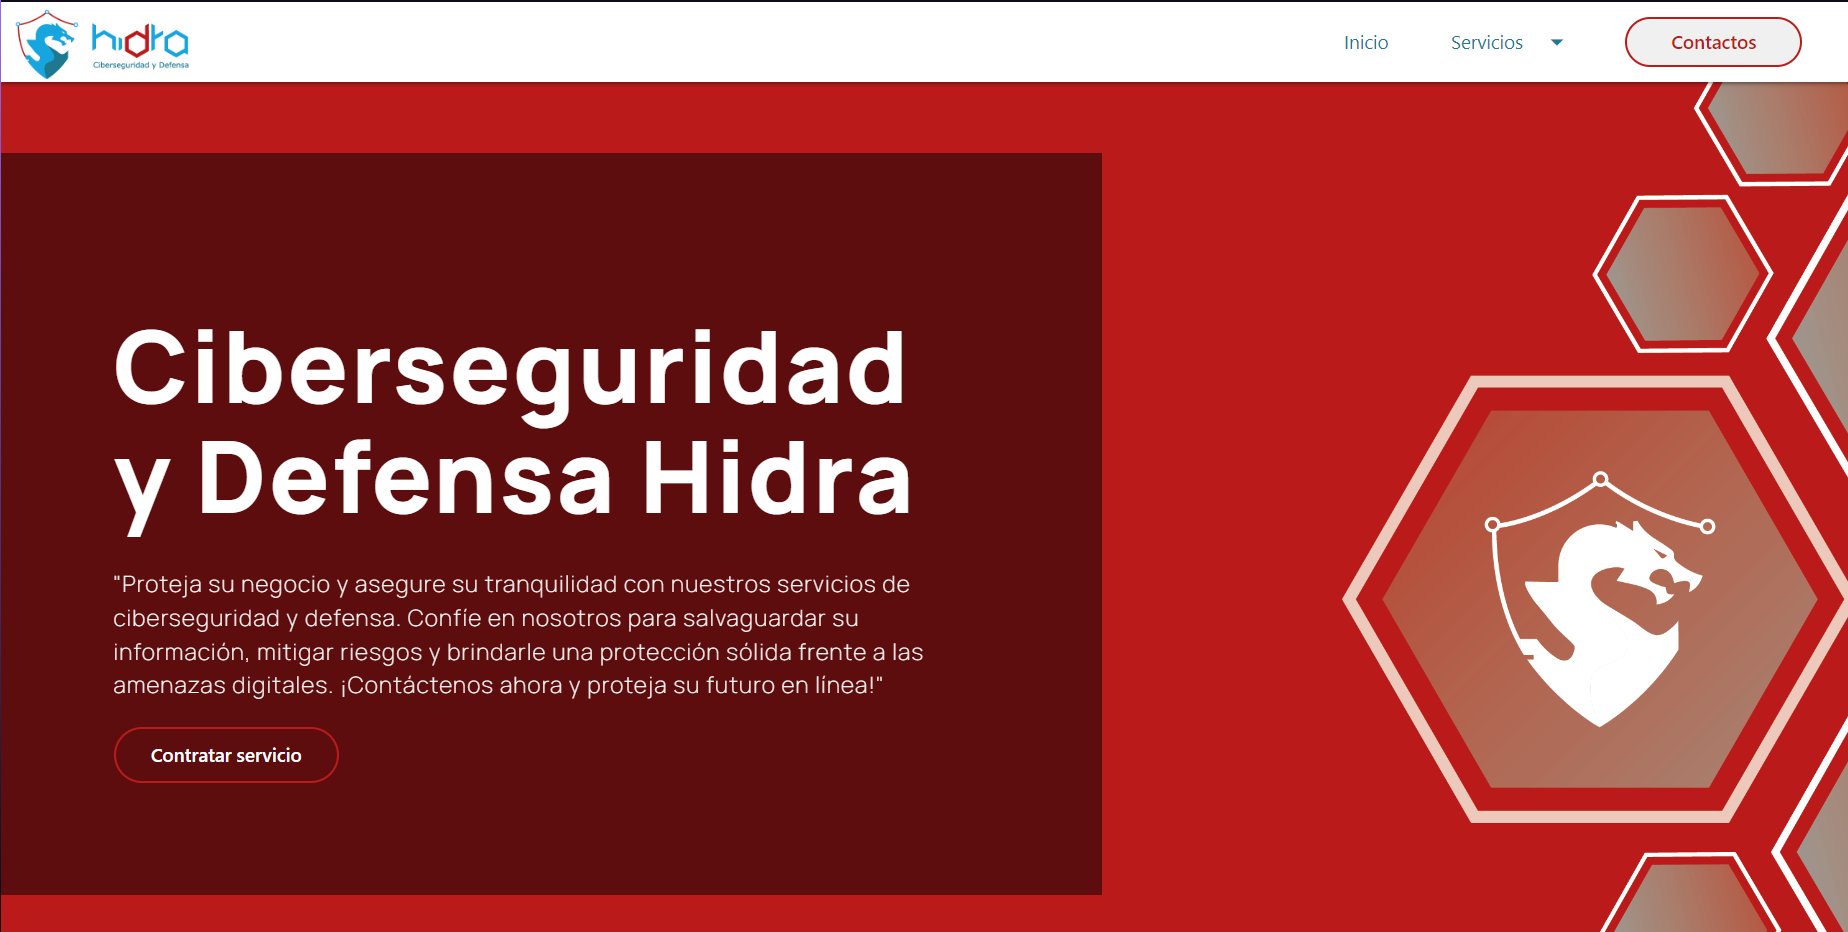 hidra
Ciberseguridad y Defensa
Inicio
Servicios
Contactos
Ciberseguridad
y Defensa Hidra
"Proteja su negocio y asegure su tranquilidad con nuestros servicios de
ciberseguridad y defensa. Confíe en nosotros para salvaguardar su
información, mitigar riesgos y brindarle una protección sólida frente a las
amenazas digitales. ¡Contáctenos ahora y proteja su futuro en línea!"
Contratar servicio